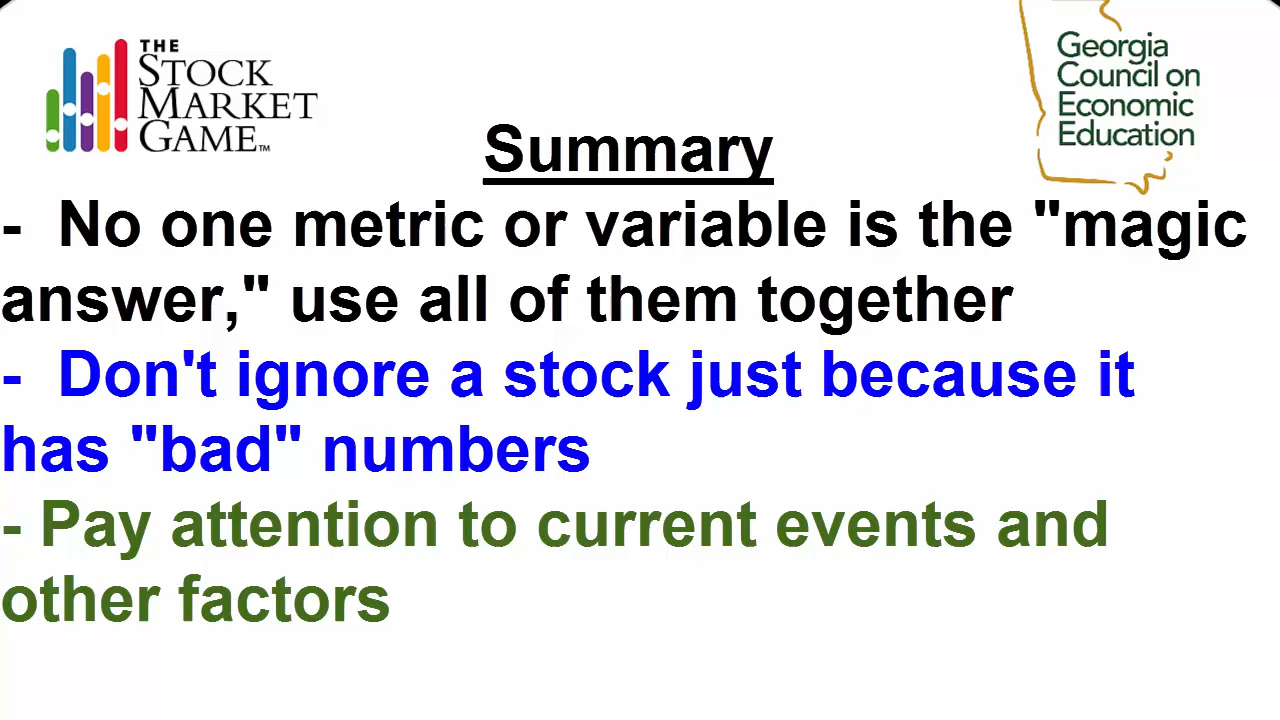 THE
STOCK
MARKET
GAME™
Georgia
Council on
Economic
Education
Summary
- No one metric or variable is the "magic
answer," use all of them together
- Don't ignore a stock just because it
has "bad" numbers
- Pay attention to current events and
other factors